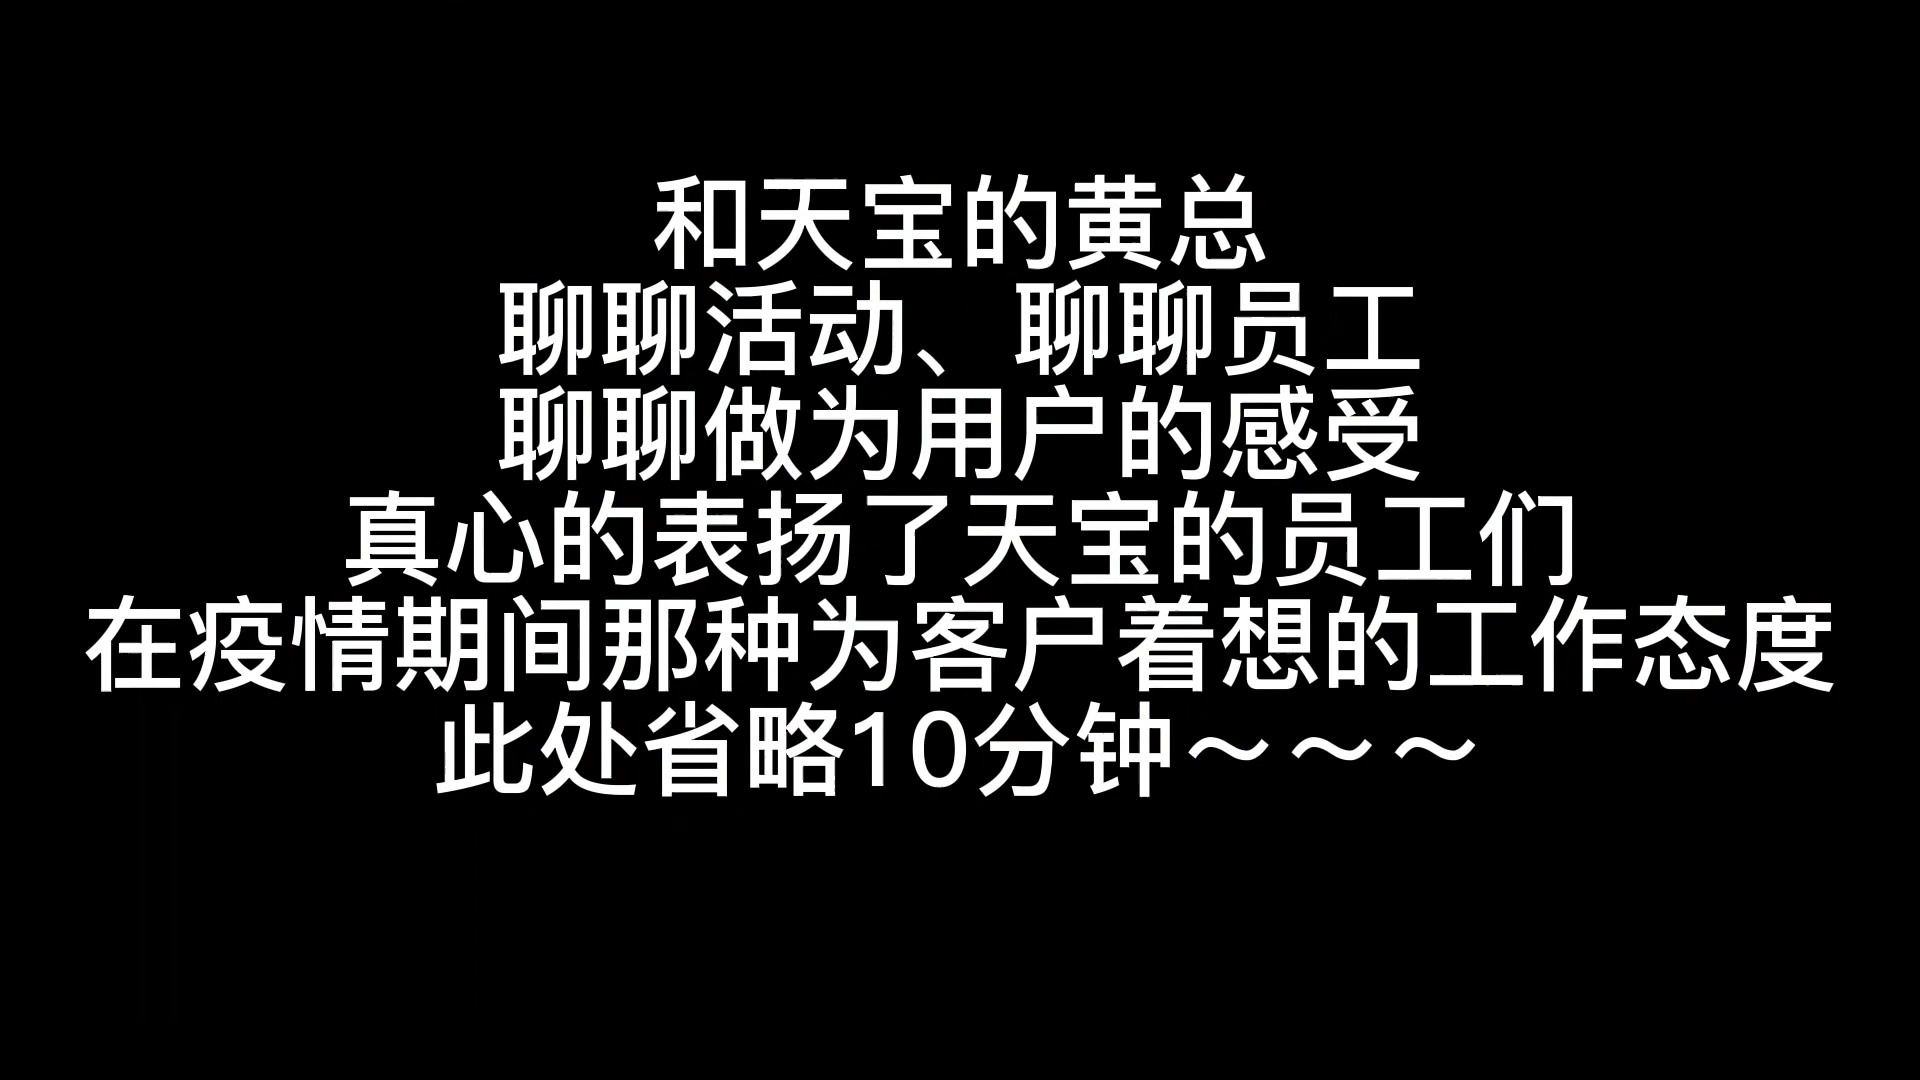 和天宝的黄总
聊聊活动、聊聊员工
聊聊做为用户的感受
真心的表扬了天宝的员工们
在疫情期间那种为客户着想的工作态度
此处省略10分钟～～～